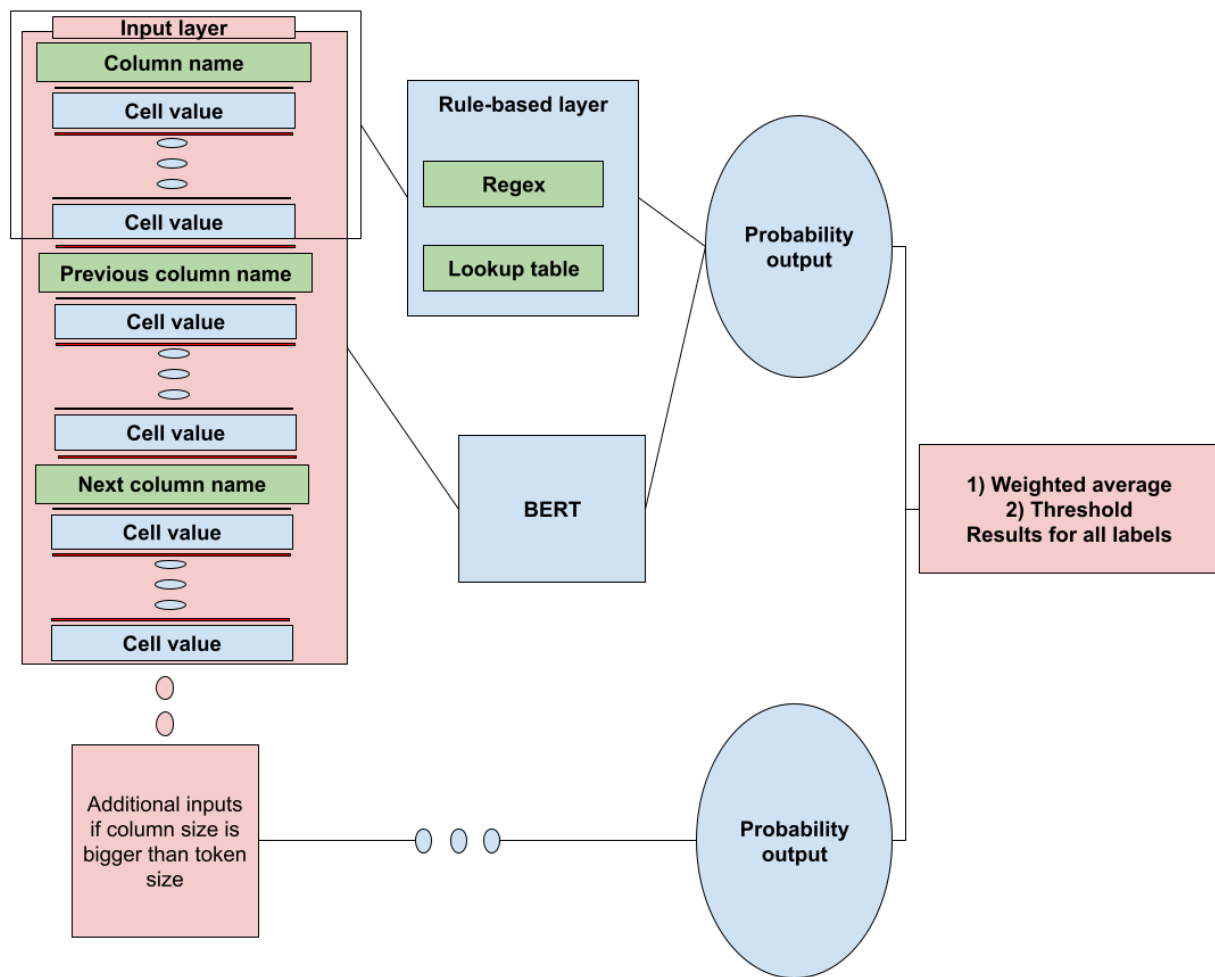 Input layer
Column name
Cell value
Cell value
Previous column name
Cell value
Cell value
Next column name
Cell value
Cell value
Additional inputs
if column size is
bigger than token
size
Rule-based layer
Regex
Lookup table
BERT
Probability
output
Probability
output
1) Weighted average
2) Threshold
Results for all labels